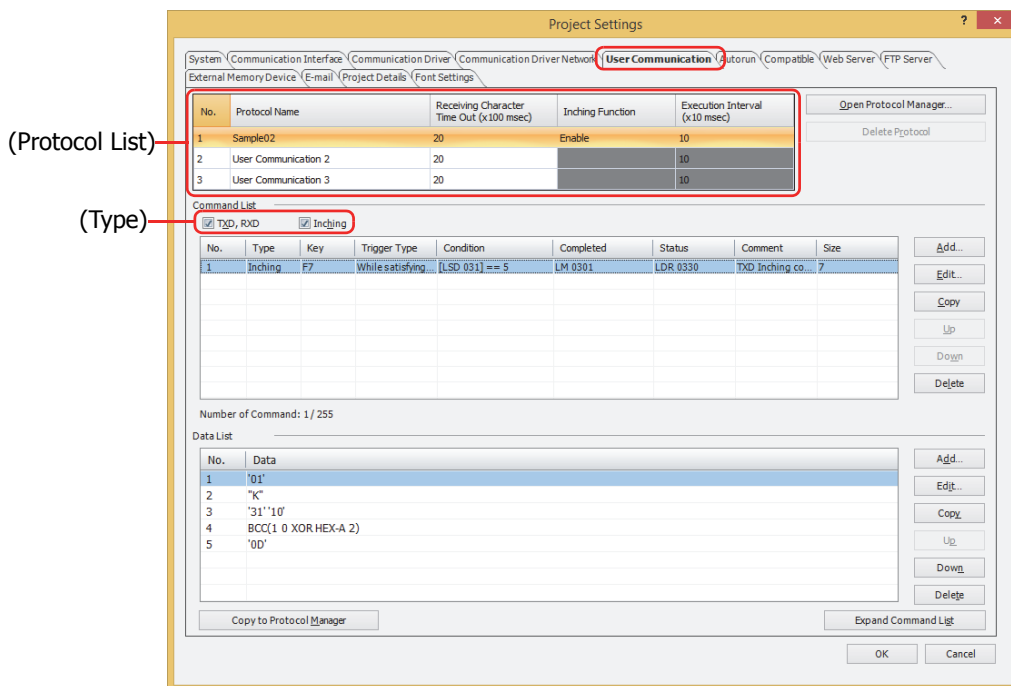 Project Settings
? ×
System Communication Interface Communication Driver Communication Driver Network User Communication Autorun Compatible Web Server FTP Server
External Memory Device E-mail Project Details Font Settings
(Protocol List)
No. Protocol Name Receiving Character Time Out (x100 msec) Inching Function Execution Interval (x10 msec)
1 Sample02 20 Enable 10
2 User Communication 2 20 10
3 User Communication 3 20 10
Open Protocol Manager...
Delete Protocol
Command List
(Type)
TXD, RXD Inching
No. Type Key Trigger Type Condition Completed Status Comment Size
1 Inching F7 While satisfying... [LSD 031] == 5 LM 0301 LDR 0330 TXD Inching co... 7
Add...
Edit...
Copy
Up
Down
Delete
Number of Command: 1/ 255
Data List
No. Data
1 '01'
2 "K"
3 '31' '10'
4 BCC(1 0 XOR HEX-A 2)
5 '0D'
Add...
Edit...
Copy
Up
Down
Delete
Copy to Protocol Manager
Expand Command List
OK Cancel